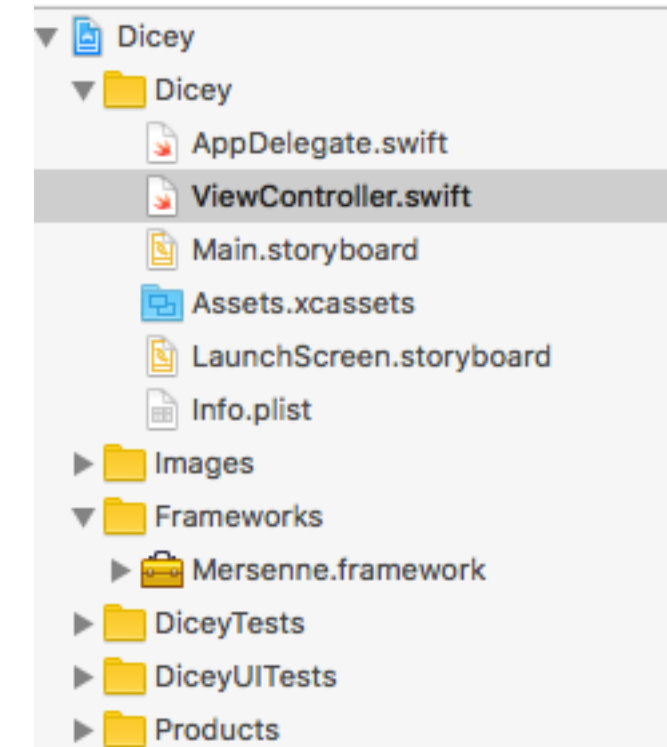 Dicey
Dicey
AppDelegate.swift
ViewController.swift
Main.storyboard
Assets.xcassets
LaunchScreen.storyboard
Info.plist
Images
Frameworks
Mersenne.framework
DiceyTests
DiceyUITests
Products